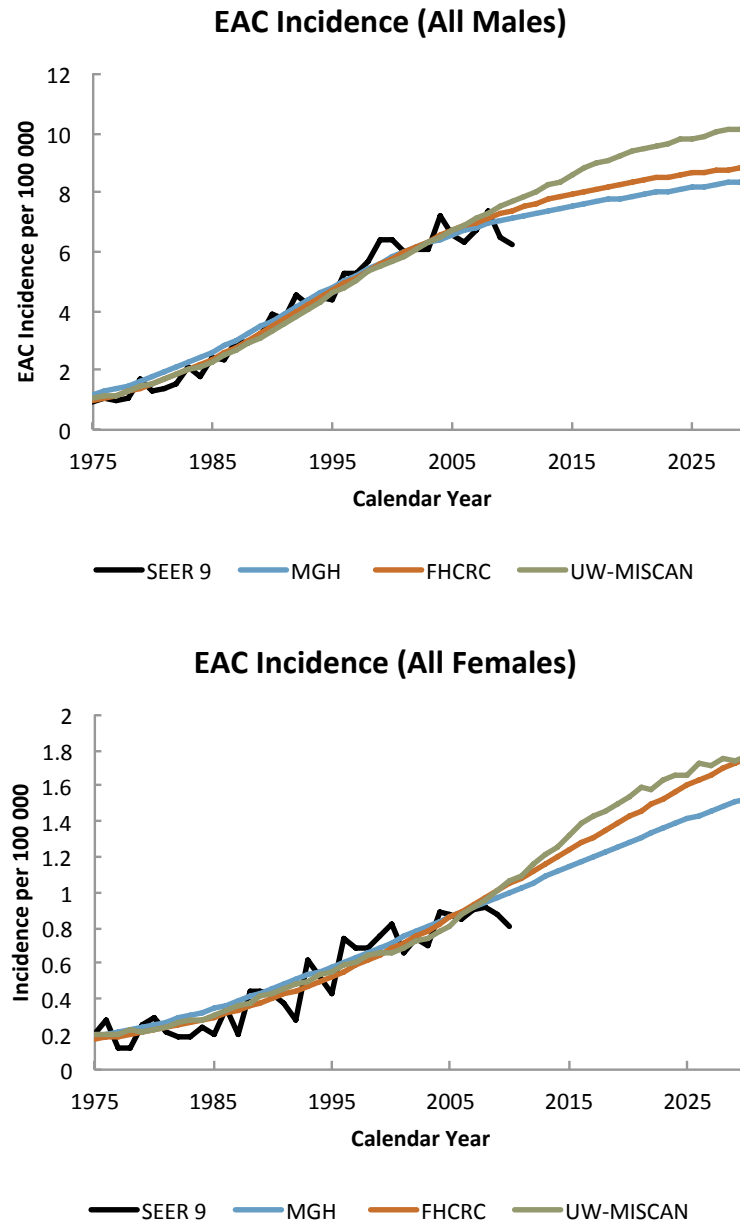 EAC Incidence (All Males)
12
10
8
6
4
2
0
EAC Incidence per 100 000
1975 1985 1995 2005 2015 2025
Calendar Year
SEER 9 MGH FHCRC UW-MISCAN
EAC Incidence (All Females)
2
1.8
1.6
1.4
1.2
1
0.8
0.6
0.4
0.2
0
Incidence per 100 000
1975 1985 1995 2005 2015 2025
Calendar Year
SEER 9 MGH FHCRC UW-MISCAN